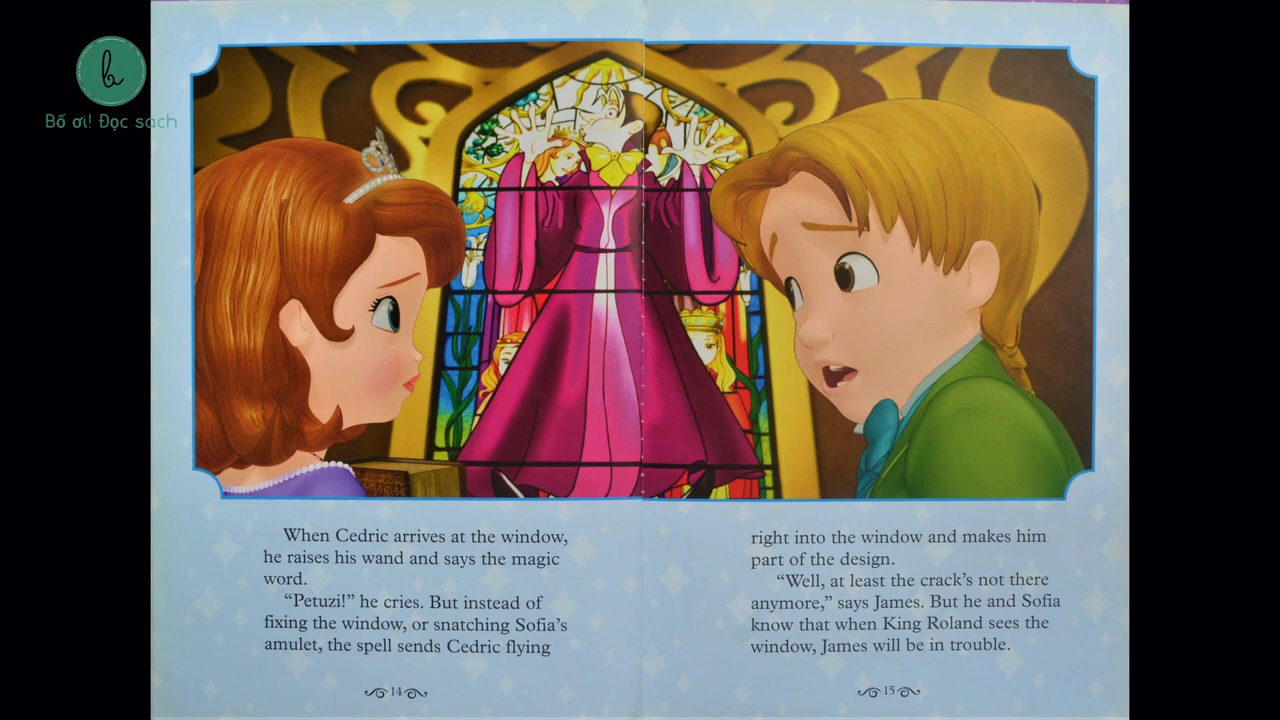 b
Bố ơi! Đọc sách
When Cedric arrives at the window,
he raises his wand and says the magic
word.
“Petuzi!” he cries. But instead of
fixing the window, or snatching Sofia’s
amulet, the spell sends Cedric flying
14
right into the window and makes him
part of the design.
“Well, at least the crack’s not there
anymore,” says James. But he and Sofia
know that when King Roland sees the
window, James will be in trouble.
15